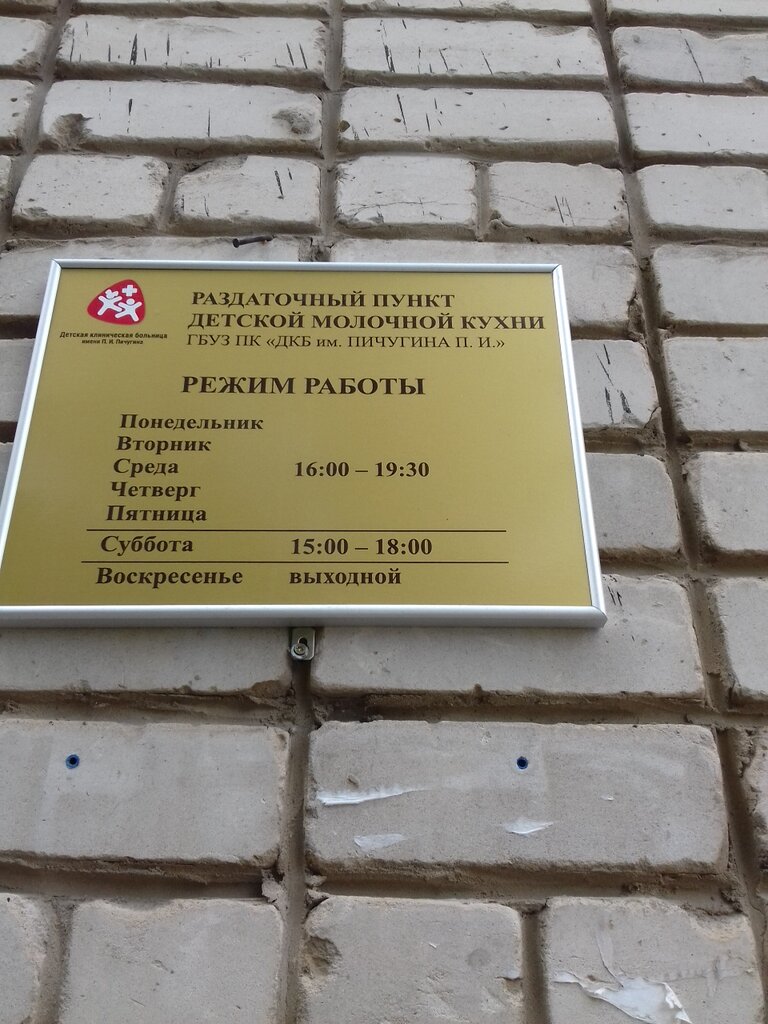 Детская клиническая больница
имени П. И. Пичугина
РАЗДАТОЧНЫЙ ПУНКТ
ДЕТСКОЙ МОЛОЧНОЙ КУХНИ
ГБУЗ ПК «ДКБ им. ПИЧУГИНА П. И.»
РЕЖИМ РАБОТЫ
Понедельник
Вторник
Среда 16:00 – 19:30
Четверг
Пятница
Суббота 15:00 – 18:00
Воскресенье выходной